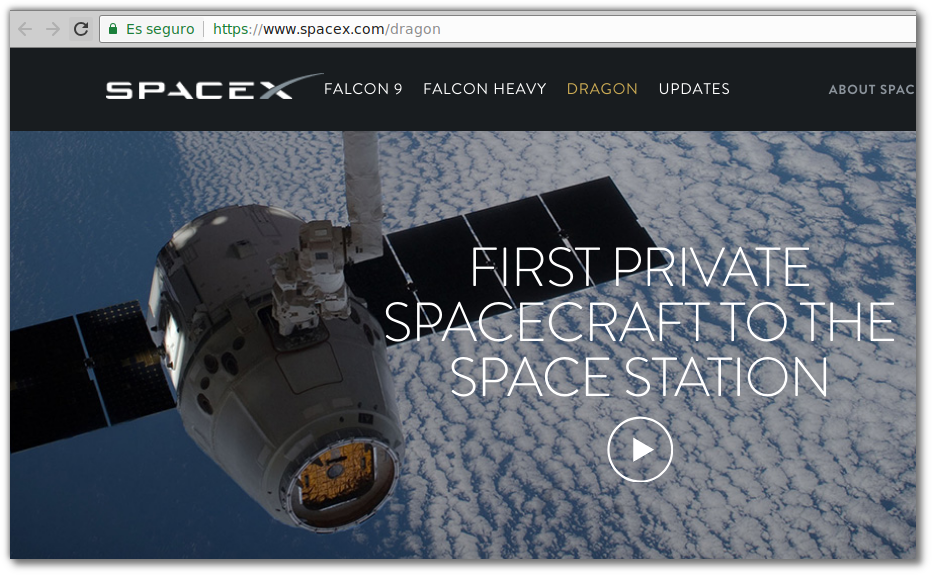 Es seguro https://www.spacex.com/dragon
SPACEX FALCON 9 FALCON HEAVY DRAGON UPDATES ABOUT SPAC
FIRST PRIVATE
SPACECRAFT TO THE
SPACE STATION